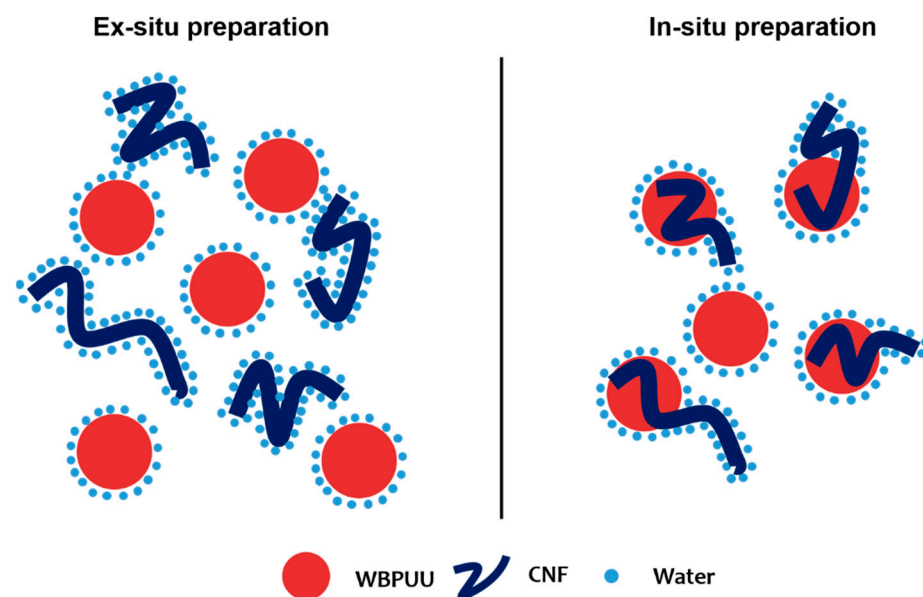 Ex-situ preparation
In-situ preparation
WBPUU
CNF
Water